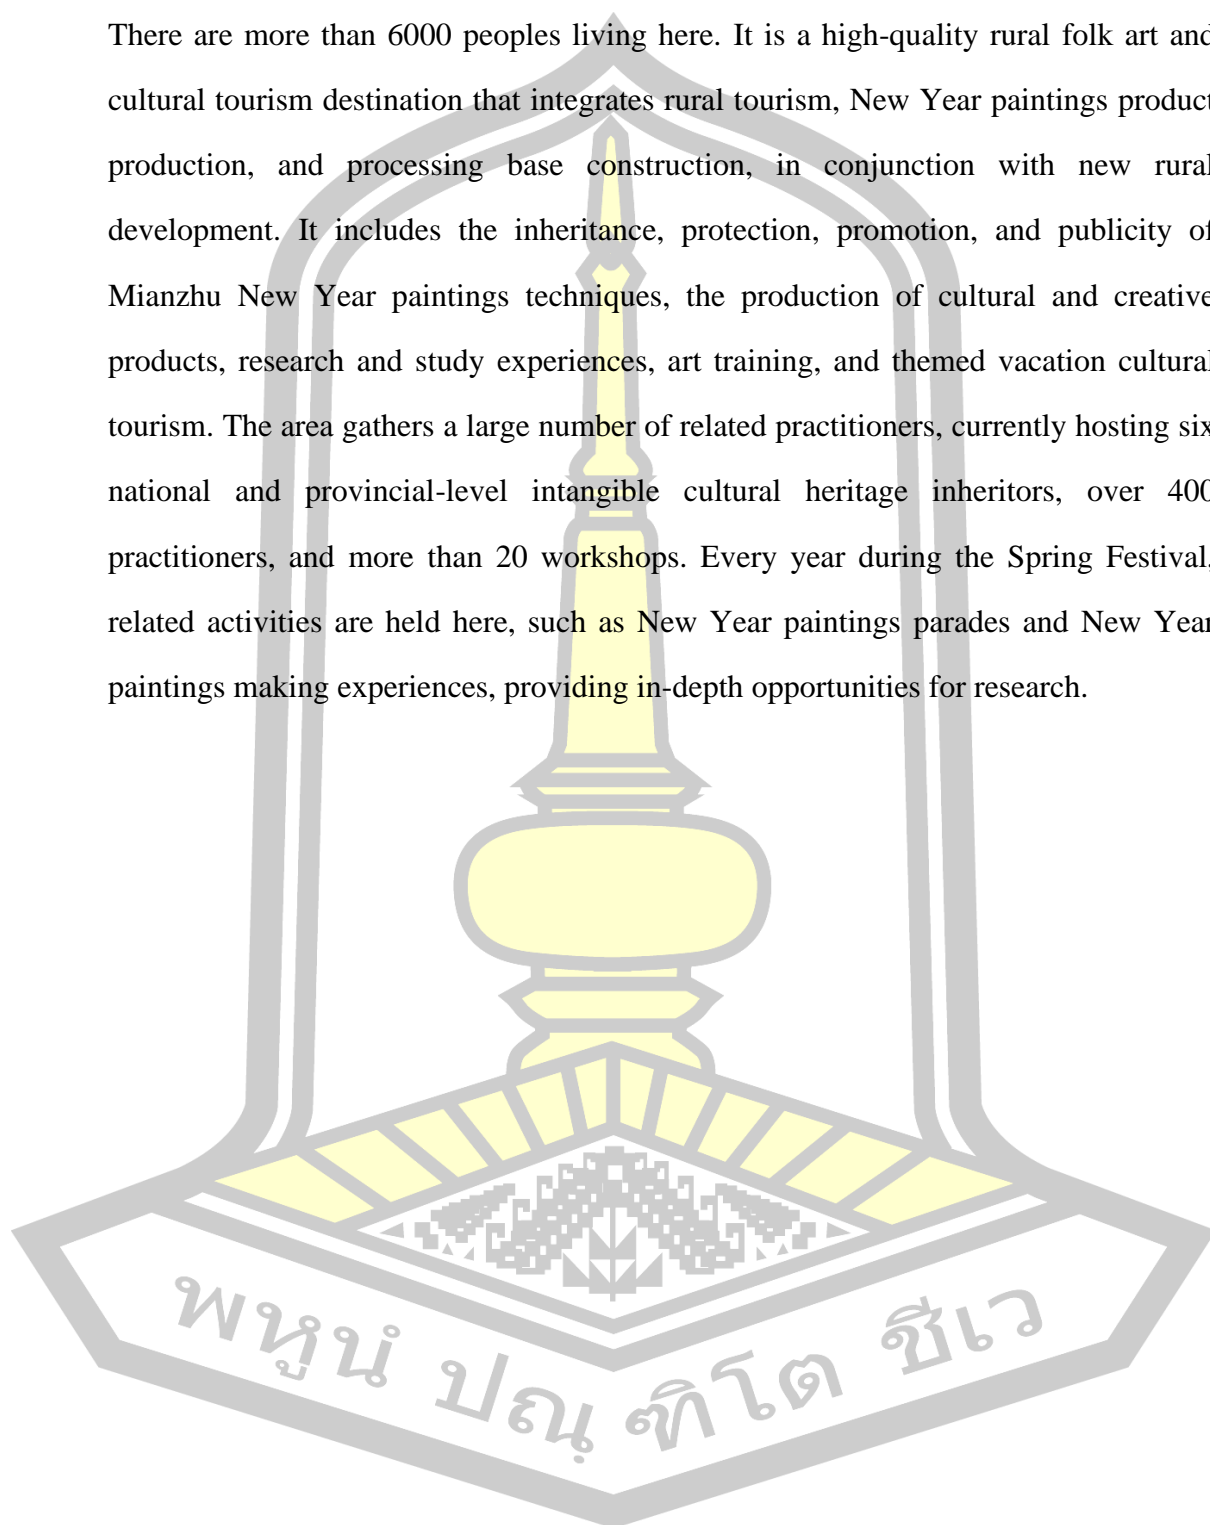 There are more than 6000 peoples living here. It is a high-quality rural folk art and
cultural tourism destination that integrates rural tourism, New Year paintings product
production, and processing base construction, in conjunction with new rural
development. It includes the inheritance, protection, promotion, and publicity of
Mianzhu New Year paintings techniques, the production of cultural and creative
products, research and study experiences, art training, and themed vacation cultural
tourism. The area gathers a large number of related practitioners, currently hosting six
national and provincial-level intangible cultural heritage inheritors, over 400
practitioners, and more than 20 workshops. Every year during the Spring Festival,
related activities are held here, such as New Year paintings parades and New Year
paintings making experiences, providing in-depth opportunities for research.
พหูนํ ปณฺฑิโต ชีเว